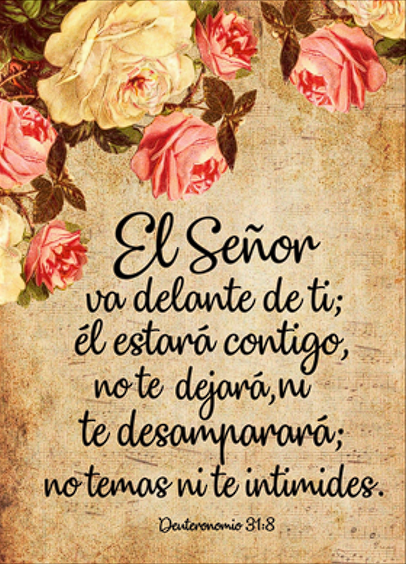 El Señor
va delante de ti;
él estará contigo,
no te dejará, ni
te desamparará;
no temas ni te intimides.
Deuteronomio 31:8